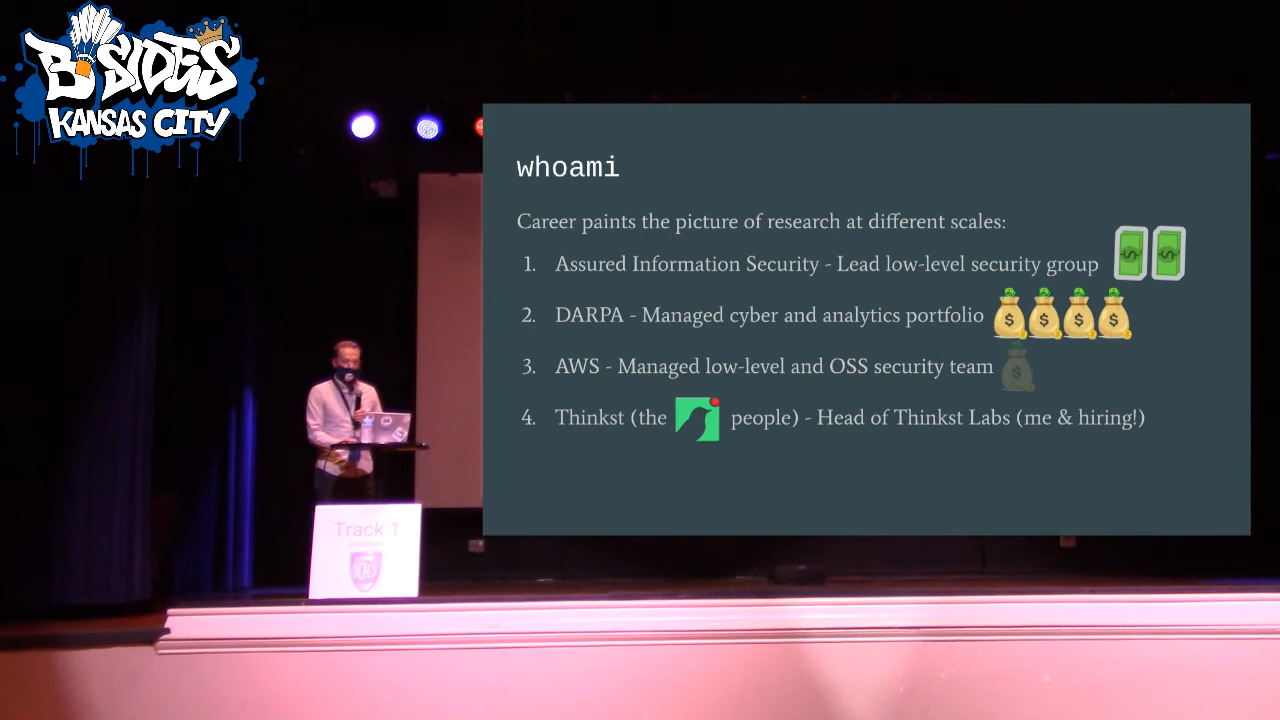 B·SIDES
KANSAS CITY
whoami
Career paints the picture of research at different scales:
1. Assured Information Security - Lead low-level security group
2. DARPA - Managed cyber and analytics portfolio
3. AWS - Managed low-level and OSS security team
4. Thinkst (the people) - Head of Thinkst Labs (me & hiring!)
Track 1